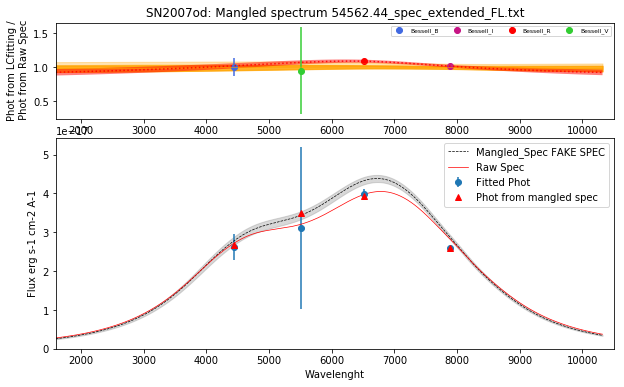 SN2007od: Mangled spectrum 54562.44_spec_extended_FL.txt
Phot from LCfitting /
Phot from Raw Spec
1.5
1.0
0.5
Bessell_B
Bessell_I
Bessell_R
Bessell_V
2000 3000 4000 5000 6000 7000 8000 9000 10000
1e−17
Flux erg s-1 cm-2 A-1
5
4
3
2
1
0
Mangled_Spec FAKE SPEC
Raw Spec
Fitted Phot
Phot from mangled spec
2000 3000 4000 5000 6000 7000 8000 9000 10000
Wavelenght